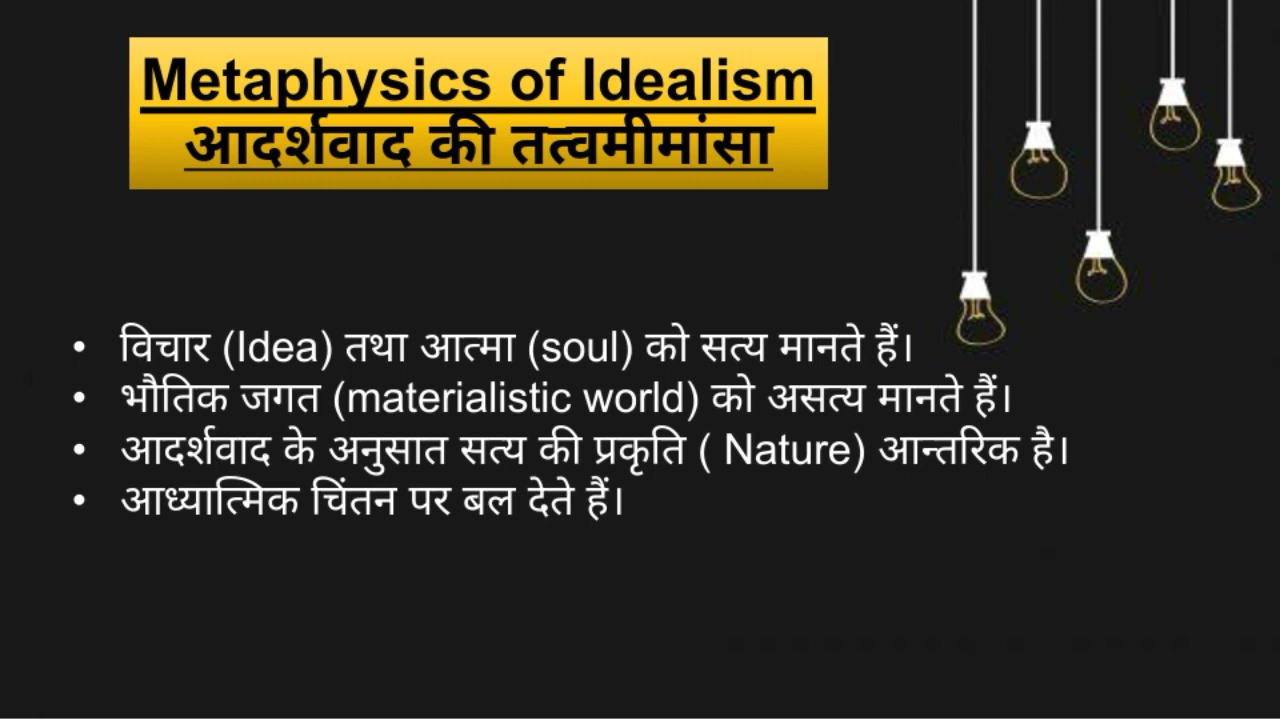 Metaphysics of Idealism
आदर्शवाद की तत्वमीमांसा
• विचार (Idea) तथा आत्मा (soul) को सत्य मानते हैं।
• भौतिक जगत (materialistic world) को असत्य मानते हैं।
• आदर्शवाद के अनुसात सत्य की प्रकृति ( Nature) आन्तरिक है।
• आध्यात्मिक चिंतन पर बल देते हैं।